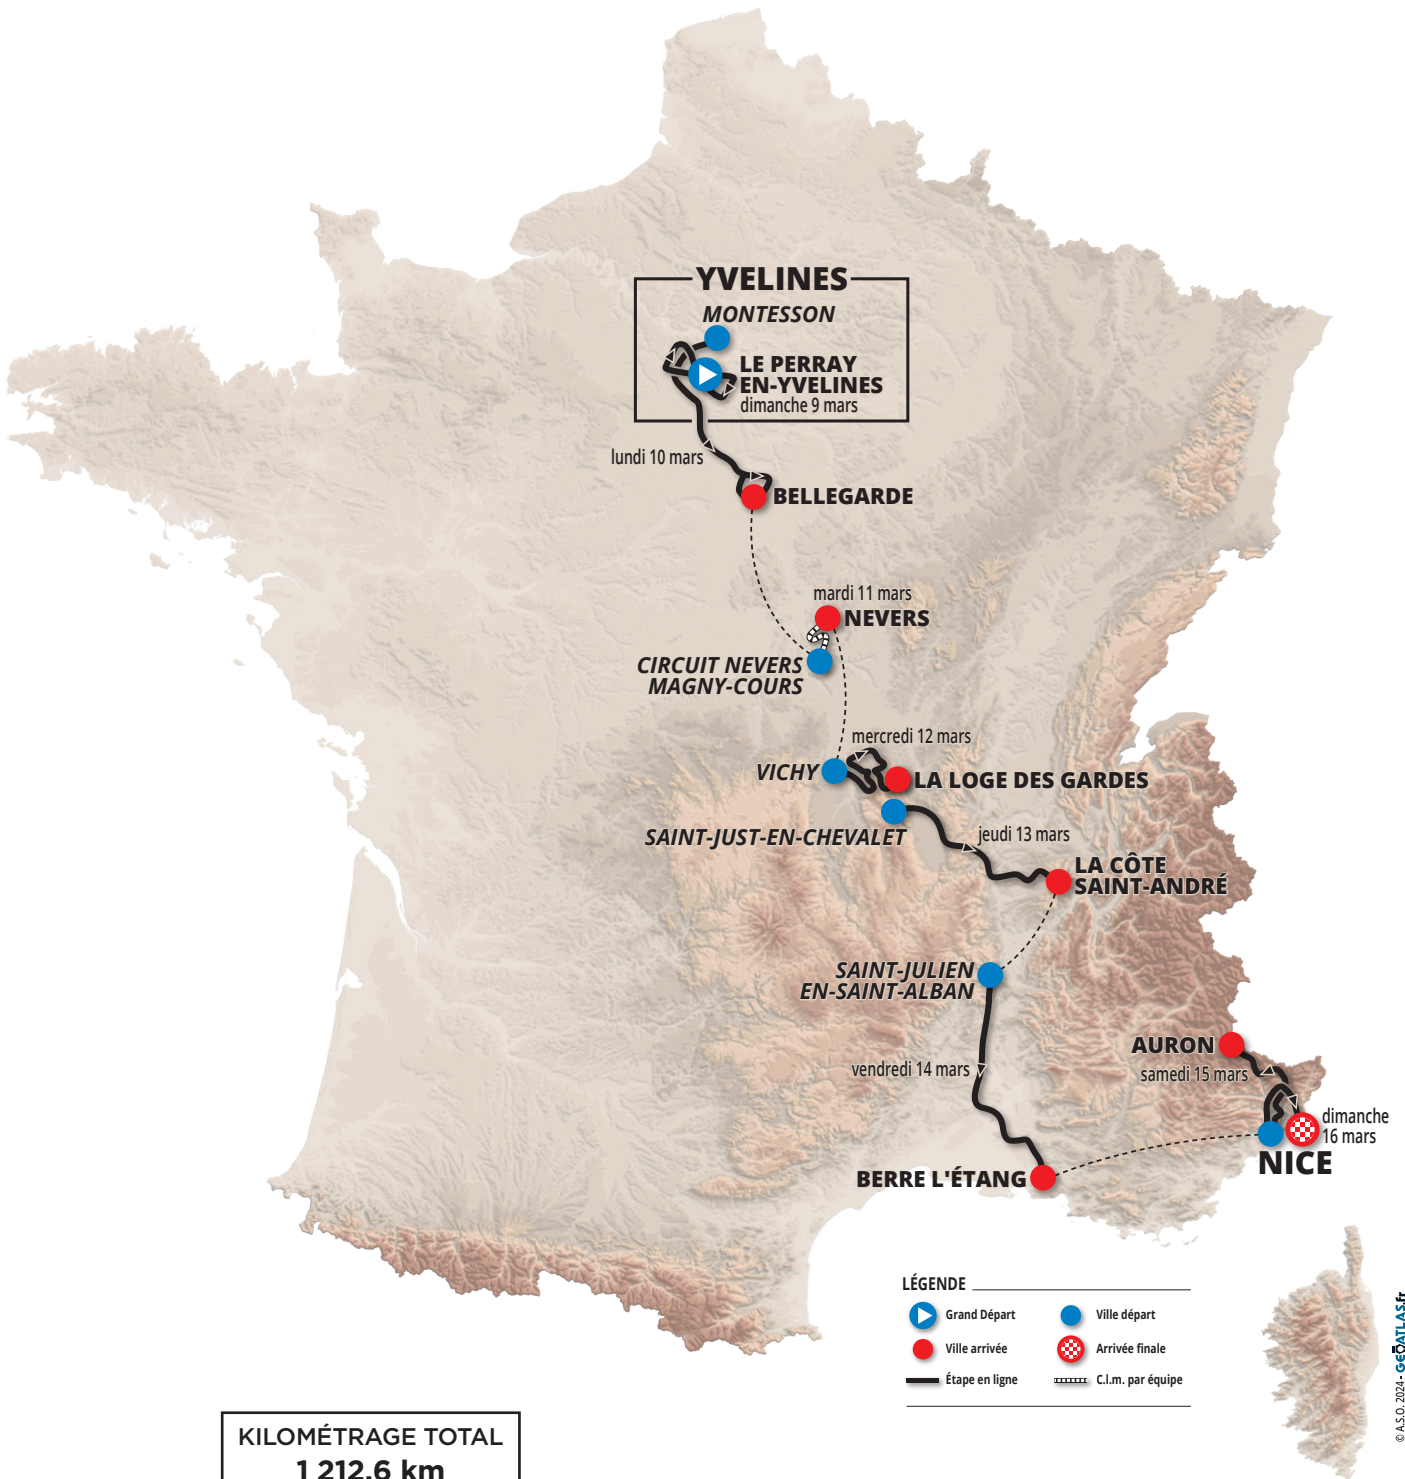 YVELINES
MONTESSON
LE PERRAY
EN-YVELINES
dimanche 9 mars
lundi 10 mars
BELLEGARDE
mardi 11 mars
NEVERS
CIRCUIT NEVERS
MAGNY-COURS
mercredi 12 mars
VICHY
LA LOGE DES GARDES
SAINT-JUST-EN-CHEVALET
jeudi 13 mars
LA CÔTE
SAINT-ANDRÉ
SAINT-JULIEN
EN-SAINT-ALBAN
AURON
vendredi 14 mars
samedi 15 mars
dimanche
16 mars
NICE
BERRE L'ÉTANG
LÉGENDE
Grand Départ
Ville départ
Ville arrivée
Arrivée finale
Étape en ligne
C.l.m. par équipe
© A.S.O. 2024 - GEOATLAS.fr
KILOMÉTRAGE TOTAL
1 212,6 km